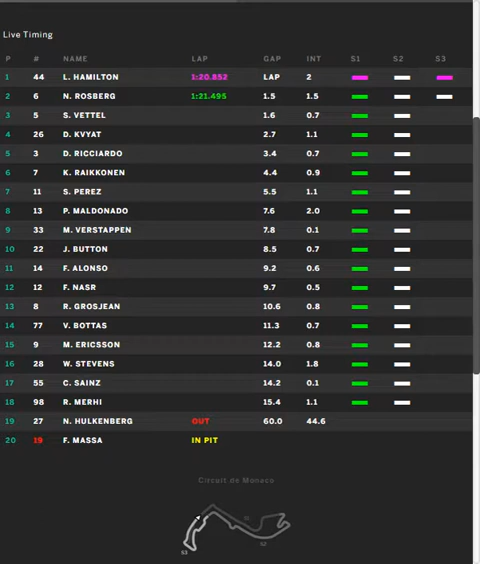 Live Timing
P # NAME LAP GAP INT S1 S2 S3
1 44 L. HAMILTON 1:20.852 LAP 2
2 6 N. ROSBERG 1:21.495 1.5 1.5
3 5 S. VETTEL 1.6 0.7
4 26 D. KVYAT 2.7 1.1
5 3 D. RICCIARDO 3.4 0.7
6 7 K. RAIKKONEN 4.4 0.9
7 11 S. PEREZ 5.5 1.1
8 13 P. MALDONADO 7.6 2.0
9 33 M. VERSTAPPEN 7.8 0.1
10 22 J. BUTTON 8.5 0.7
11 14 F. ALONSO 9.2 0.6
12 12 F. NASR 9.7 0.5
13 8 R. GROSJEAN 10.6 0.8
14 77 V. BOTTAS 11.3 0.7
15 9 M. ERICSSON 12.2 0.8
16 28 W. STEVENS 14.0 1.8
17 55 C. SAINZ 14.2 0.1
18 98 R. MERHI 15.4 1.1
19 27 N. HULKENBERG OUT 60.0 44.6
20 19 F. MASSA IN PIT
Circuit de Monaco
S1
S2
S3